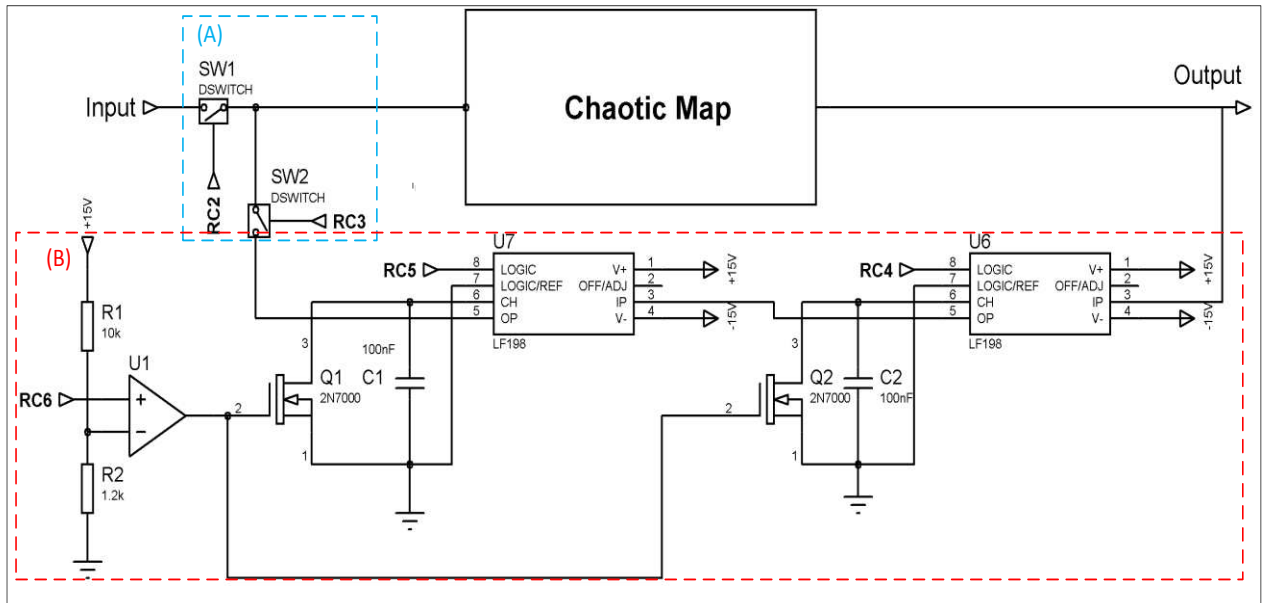 (A)
SW1
DSWITCH
Input
Chaotic Map
Output
RC2
SW2
DSWITCH
RC3
+15V
(B)
R1
10k
U1
RC6
+
−
R2
1.2k
U7
RC5
8 LOGIC V+ 1
7 LOGIC/REF OFF/ADJ 2
6 CH IP 3
5 OP V- 4
LF198
+15V
-15V
3
100nF
Q1
2N7000
C1
2
1
U6
RC4
8 LOGIC V+ 1
7 LOGIC/REF OFF/ADJ 2
6 CH IP 3
5 OP V- 4
LF198
+15V
-15V
3
Q2
2N7000
C2
100nF
2
1